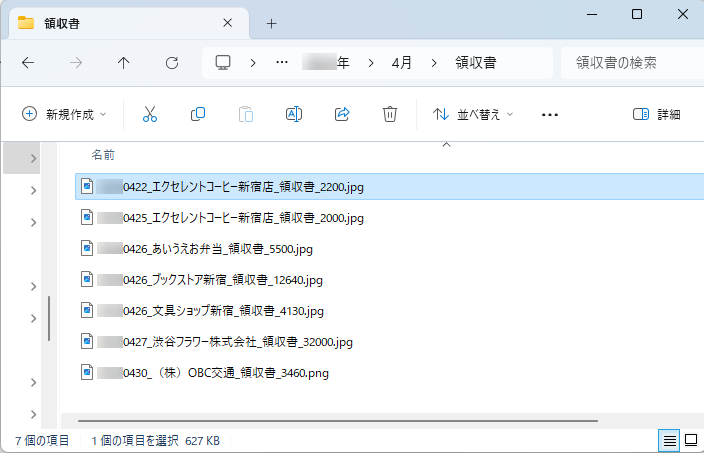 領収書
年 4月 領収書 領収書の検索
新規作成 並べ替え 詳細
名前
0422_エクセレントコーヒー新宿店_領収書_2200.jpg
0425_エクセレントコーヒー新宿店_領収書_2000.jpg
0426_あいうえお弁当_領収書_5500.jpg
0426_ブックストア新宿_領収書_12640.jpg
0426_文具ショップ新宿_領収書_4130.jpg
0427_渋谷フラワー株式会社_領収書_32000.jpg
0430_（株）OBC交通_領収書_3460.png
7 個の項目 1 個の項目を選択 627 KB